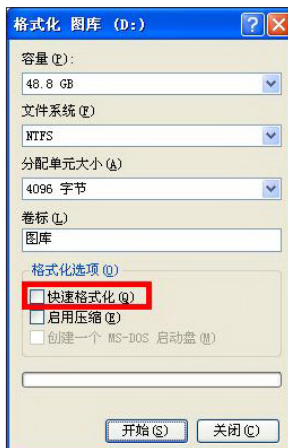 格式化 图库 (D:)
容量(P):
48.8 GB
文件系统(F)
NTFS
分配单元大小(A)
4096 字节
卷标(L)
图库
格式化选项(O)
快速格式化(Q)
启用压缩(E)
创建一个 MS-DOS 启动盘(M)
开始(S)
关闭(C)